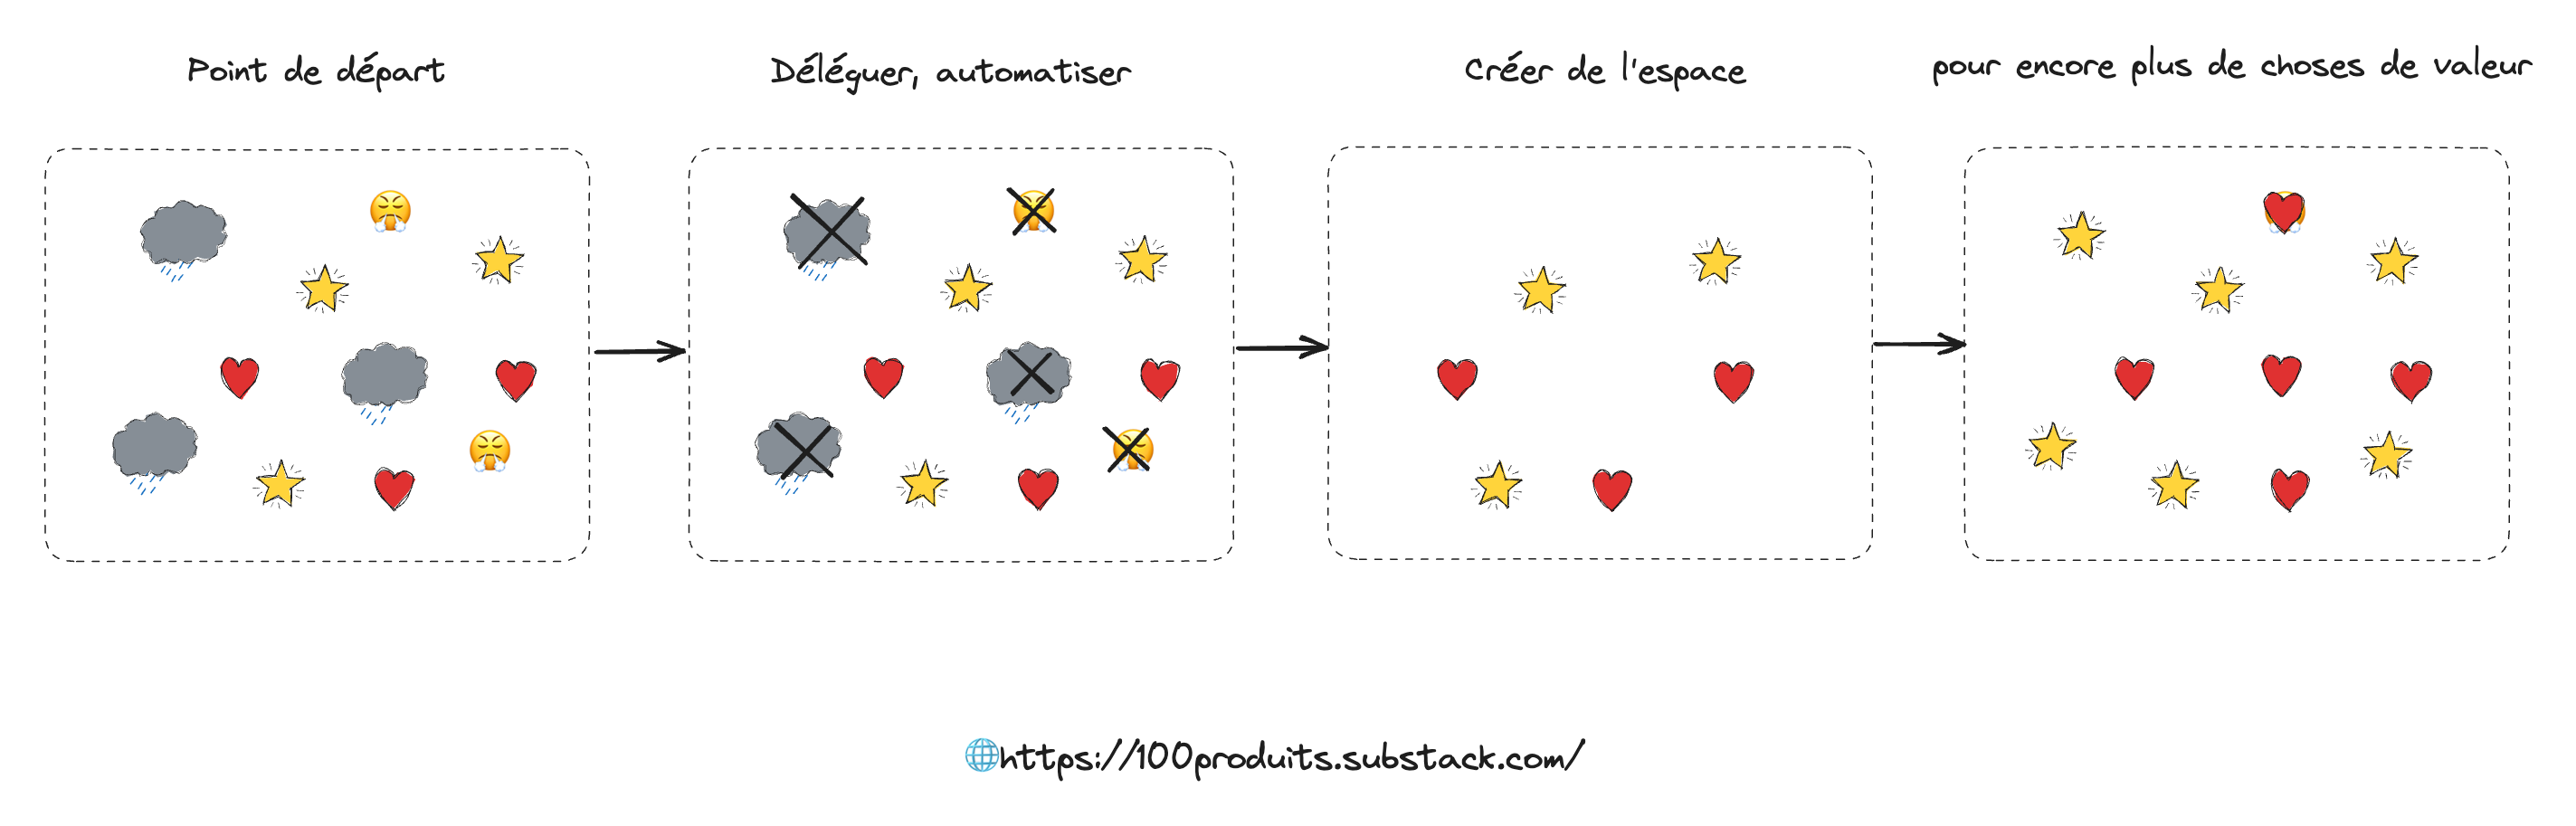 Point de départ
Déléguer, automatiser
Créer de l'espace
pour encore plus de choses de valeur
https://100produits.substack.com/